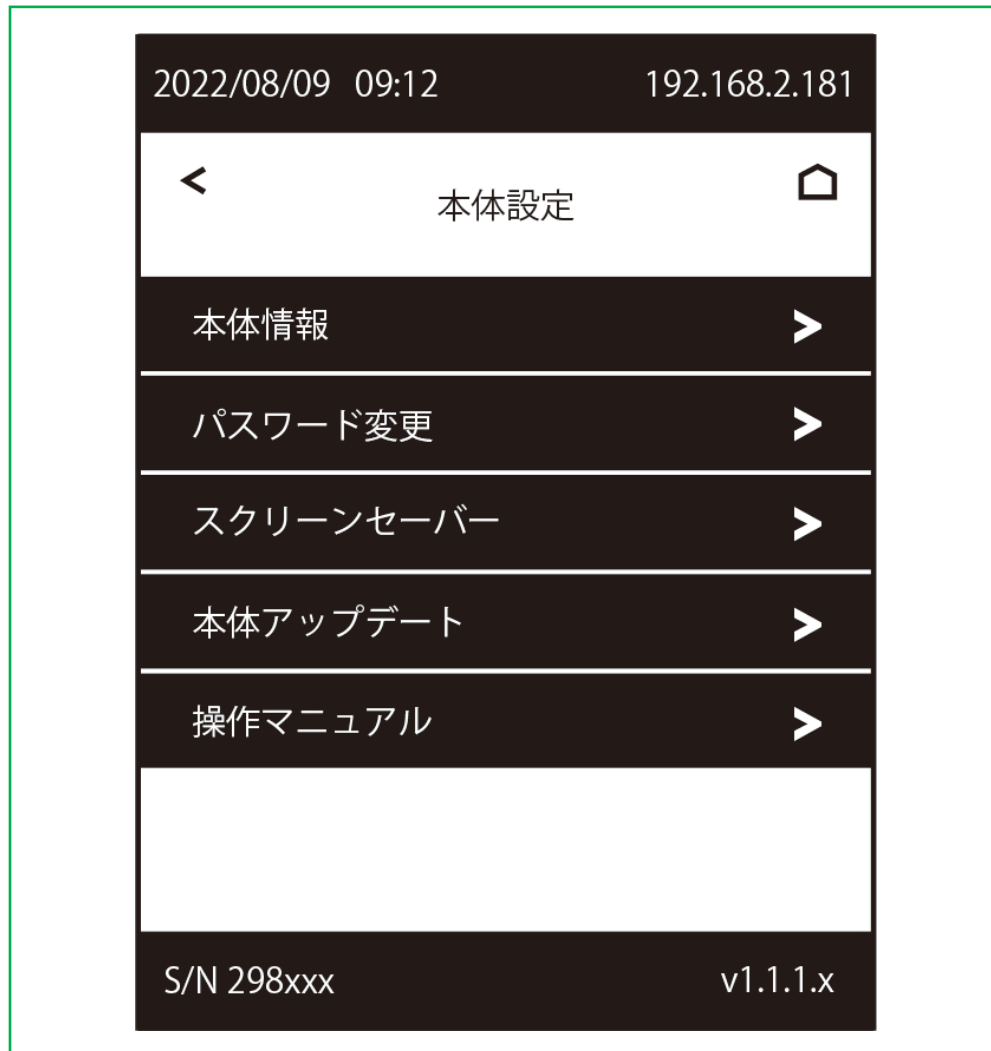 2022/08/09 09:12 192.168.2.181
<
本体設定
本体情報 >
パスワード変更 >
スクリーンセーバー >
本体アップデート >
操作マニュアル >
S/N 298xxx v1.1.1.x